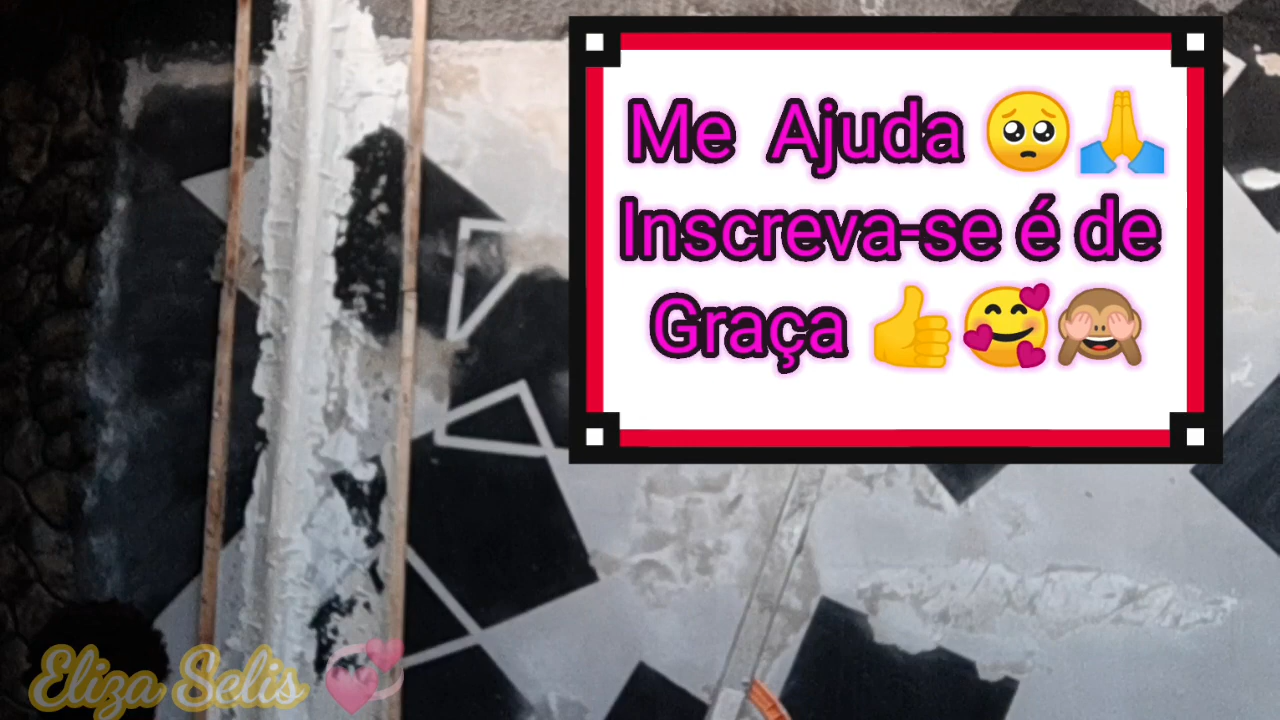 Me Ajuda 🥺🙏
Inscreva-se é de
Graça 👍🥰🙈
Eliza Selis 💞